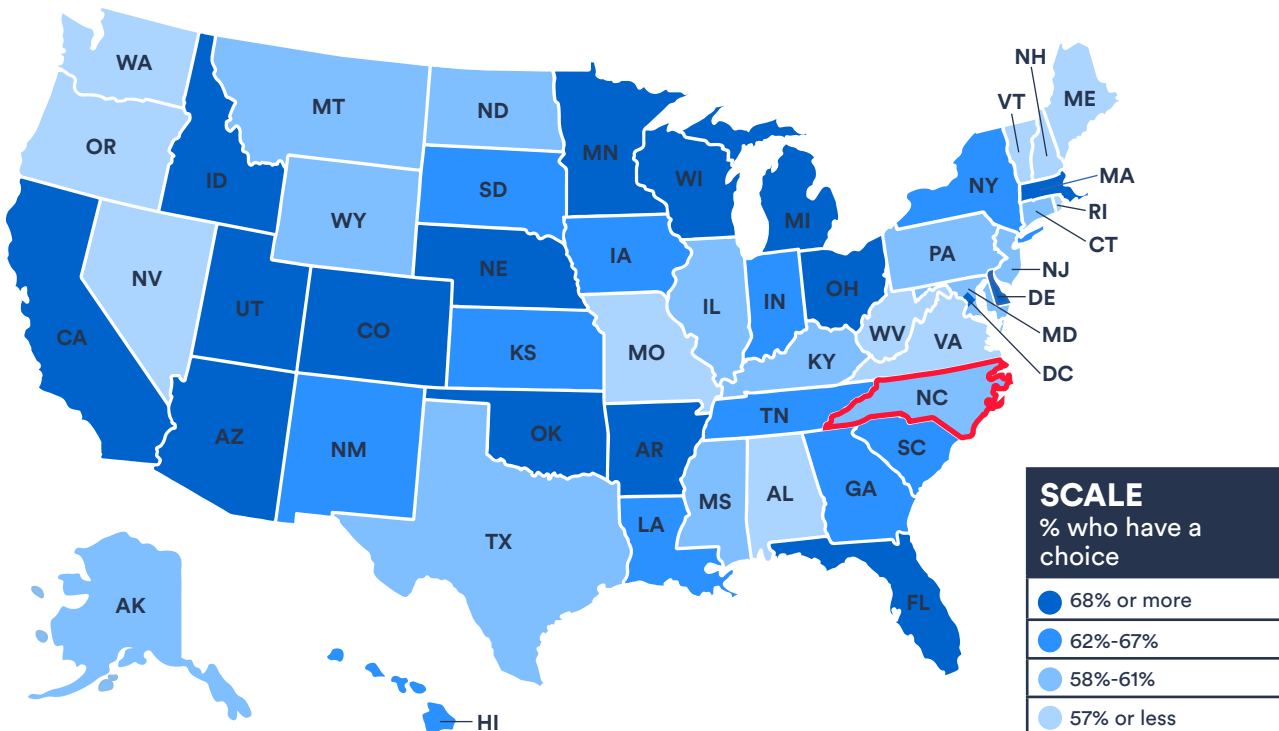 WA
MT
ND
MN
NH
VT
ME
OR
ID
SD
WI
NY
MA
WY
MI
RI
CT
NV
UT
CO
NE
IA
IL
IN
OH
PA
NJ
DE
MD
DC
CA
KS
MO
KY
WV
VA
AZ
NM
OK
AR
TN
NC
SC
TX
LA
MS
AL
GA
FL
AK
HI
SCALE
% who have a
choice
68% or more
62%-67%
58%-61%
57% or less